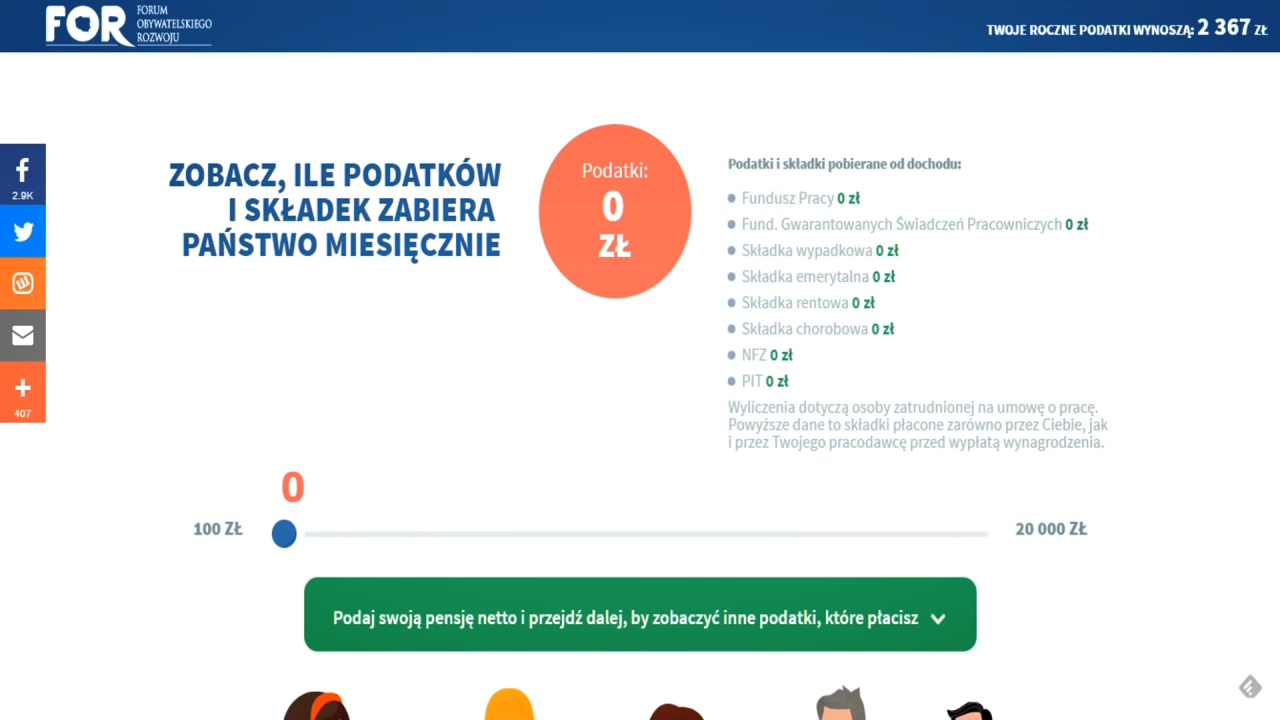 FOR
FORUM
OBYWATELSKIEGO
ROZWOJU
TWOJE ROCZNE PODATKI WYNOSZĄ: 2 367 ZŁ
2.9K
407
ZOBACZ, ILE PODATKÓW
I SKŁADEK ZABIERA
PAŃSTWO MIESIĘCZNIE
Podatki:
0
ZŁ
Podatki i składki pobierane od dochodu:
Fundusz Pracy 0 zł
Fund. Gwarantowanych Świadczeń Pracowniczych 0 zł
Składka wypadkowa 0 zł
Składka emerytalna 0 zł
Składka rentowa 0 zł
Składka chorobowa 0 zł
NFZ 0 zł
PIT 0 zł
Wyliczenia dotyczą osoby zatrudnionej na umowę o pracę.
Powyższe dane to składki płacone zarówno przez Ciebie, jak
i przez Twojego pracodawcę przed wypłatą wynagrodzenia.
0
100 ZŁ
20 000 ZŁ
Podaj swoją pensję netto i przejdź dalej, by zobaczyć inne podatki, które płacisz